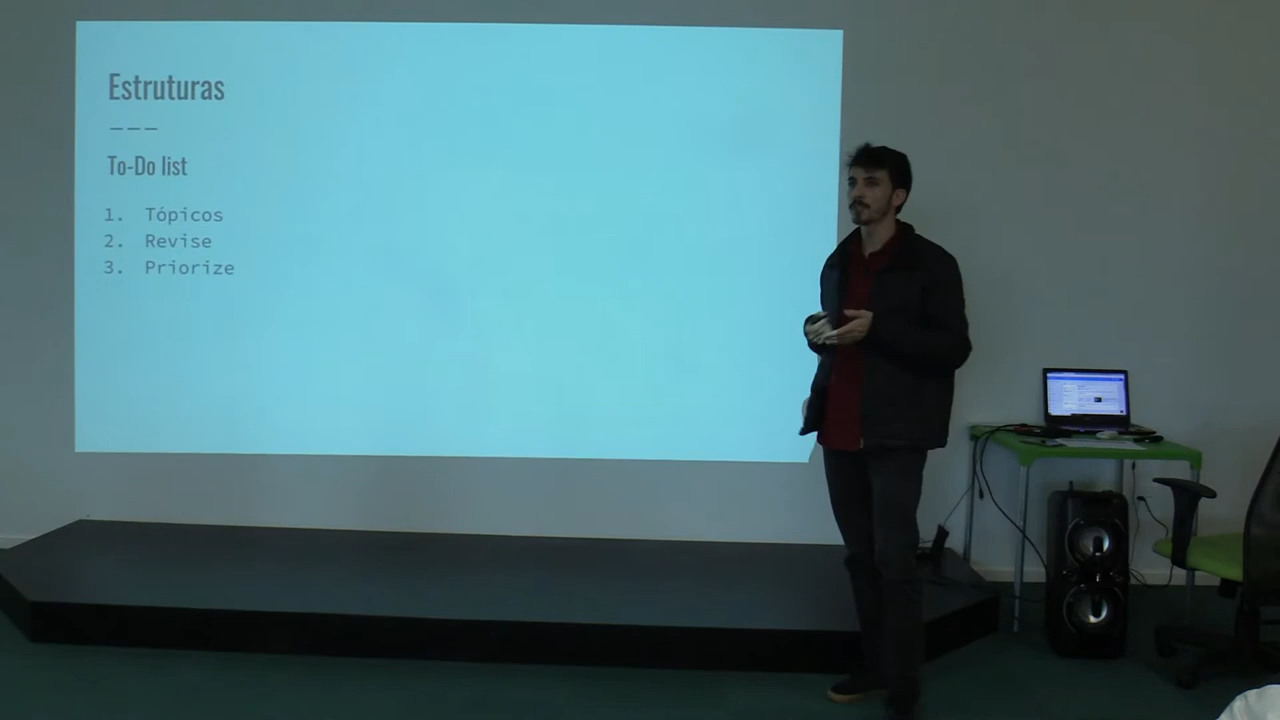 Estruturas
---
To-Do list
1. Tópicos
2. Revise
3. Priorize